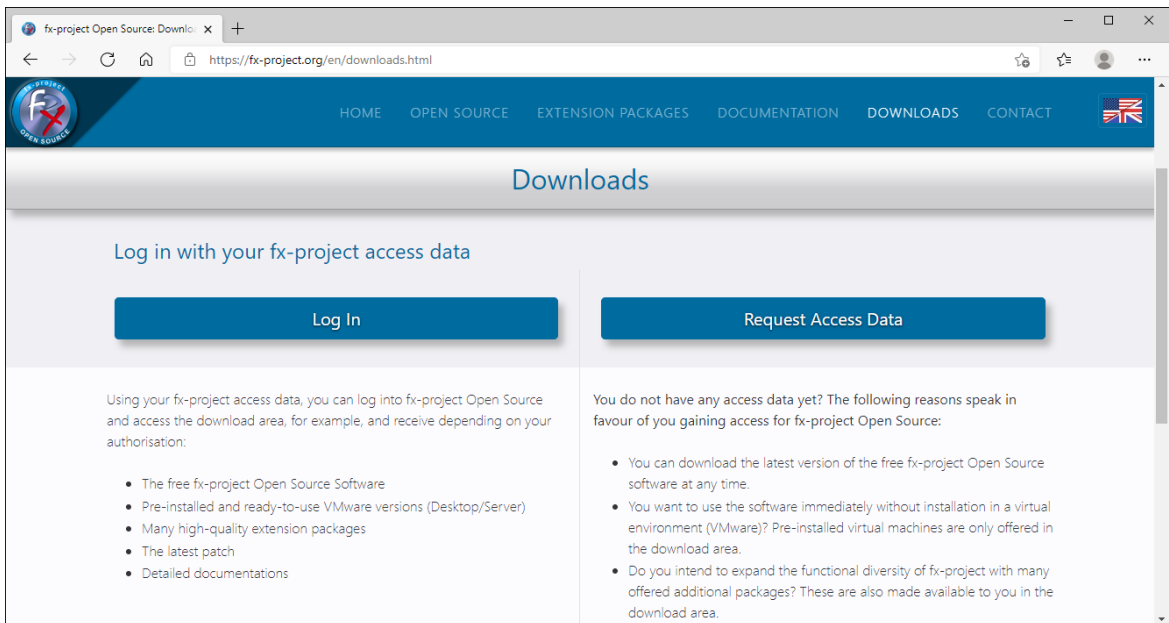 fx-project Open Source: Downlo
https://fx-project.org/en/downloads.html
fx-project
fx
OPEN SOURCE
HOME OPEN SOURCE EXTENSION PACKAGES DOCUMENTATION DOWNLOADS CONTACT
Downloads
Log in with your fx-project access data
Log In
Request Access Data
Using your fx-project access data, you can log into fx-project Open Source
and access the download area, for example, and receive depending on your
authorisation:
• The free fx-project Open Source Software
• Pre-installed and ready-to-use VMware versions (Desktop/Server)
• Many high-quality extension packages
• The latest patch
• Detailed documentations
You do not have any access data yet? The following reasons speak in
favour of you gaining access for fx-project Open Source:
• You can download the latest version of the free fx-project Open Source
software at any time.
• You want to use the software immediately without installation in a virtual
environment (VMware)? Pre-installed virtual machines are only offered in
the download area.
• Do you intend to expand the functional diversity of fx-project with many
offered additional packages? These are also made available to you in the
download area.